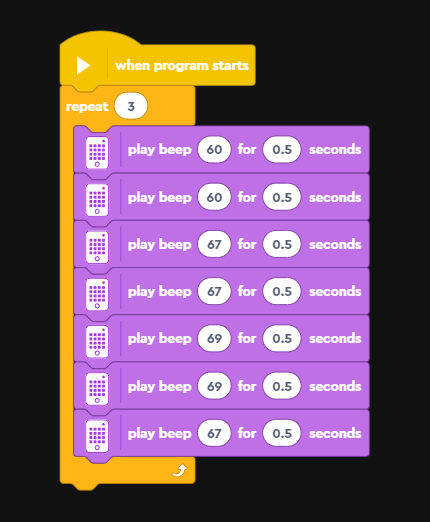 when program starts
repeat 3
play beep 60 for 0.5 seconds
play beep 60 for 0.5 seconds
play beep 67 for 0.5 seconds
play beep 67 for 0.5 seconds
play beep 69 for 0.5 seconds
play beep 69 for 0.5 seconds
play beep 67 for 0.5 seconds